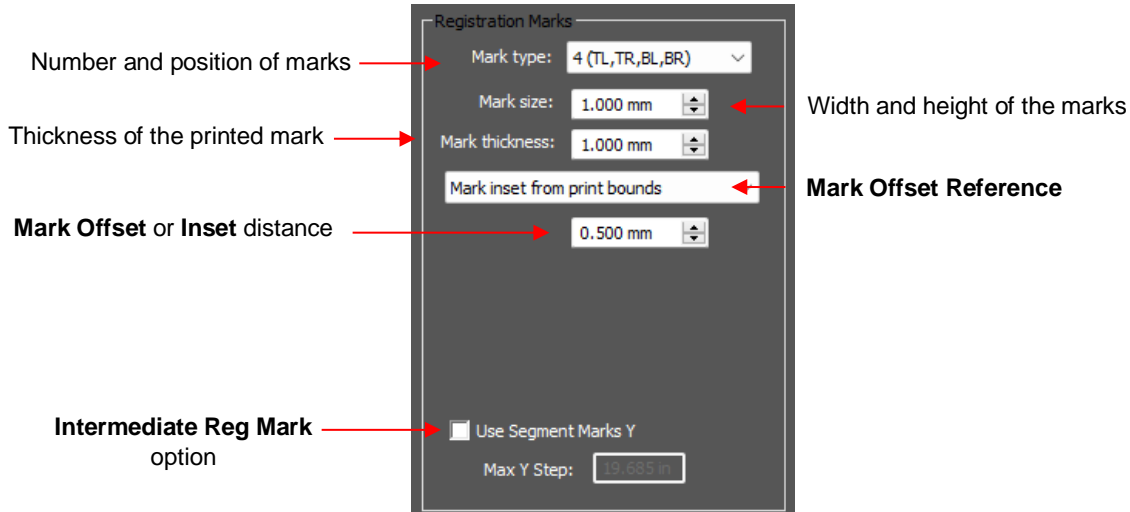 Registration Marks
Number and position of marks
Mark type: 4 (TL,TR,BL,BR)
Mark size: 1.000 mm
Width and height of the marks
Thickness of the printed mark
Mark thickness: 1.000 mm
Mark inset from print bounds
Mark Offset Reference
Mark Offset or Inset distance
0.500 mm
Intermediate Reg Mark
option
Use Segment Marks Y
Max Y Step: 19.685 in